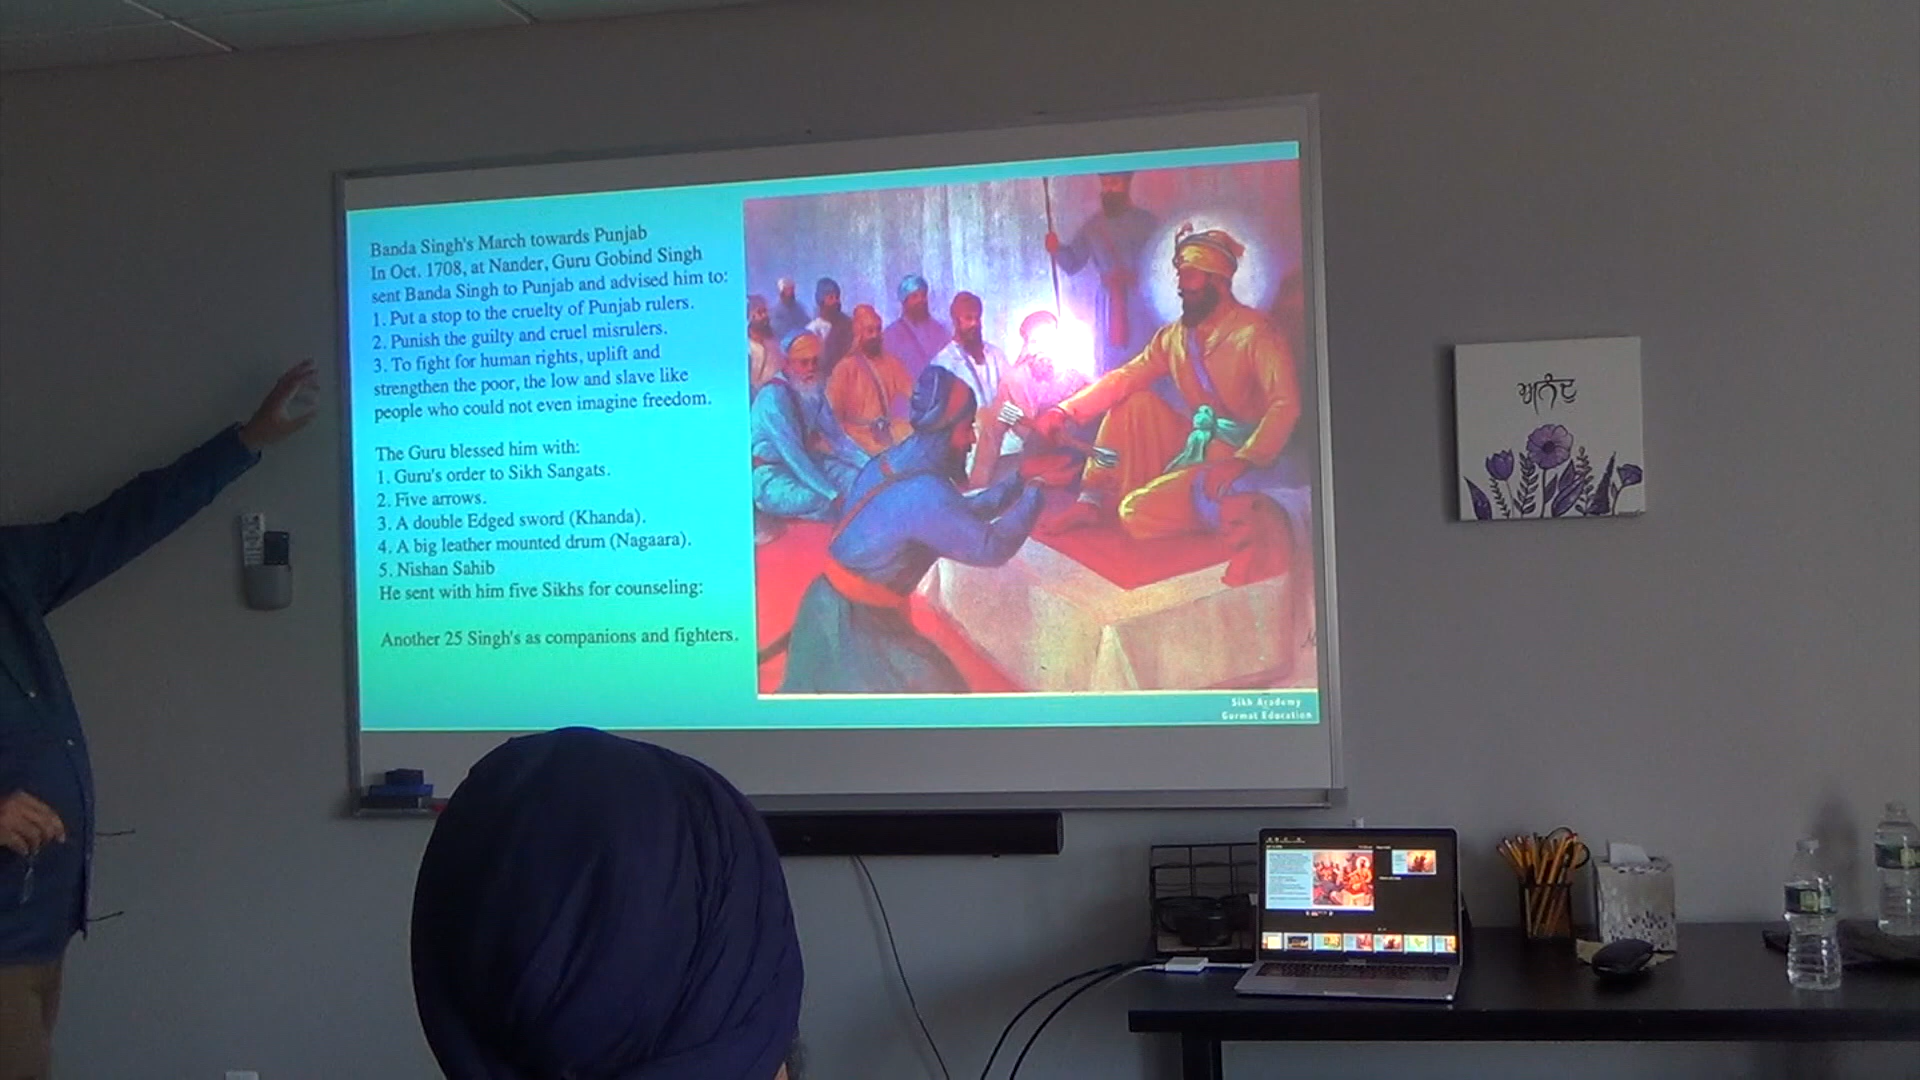 Banda Singh's March towards Punjab
In Oct. 1708, at Nander, Guru Gobind Singh
sent Banda Singh to Punjab and advised him to:
1. Put a stop to the cruelty of Punjab rulers.
2. Punish the guilty and cruel misrulers.
3. To fight for human rights, uplift and
strengthen the poor, the low and slave like
people who could not even imagine freedom.
The Guru blessed him with:
1. Guru's order to Sikh Sangats.
2. Five arrows.
3. A double Edged sword (Khanda).
4. A big leather mounted drum (Nagaara).
5. Nishan Sahib
He sent with him five Sikhs for counseling:
Another 25 Singh's as companions and fighters.
Sikh Academy
Gurmat Education
ਅਨੰਦੁ